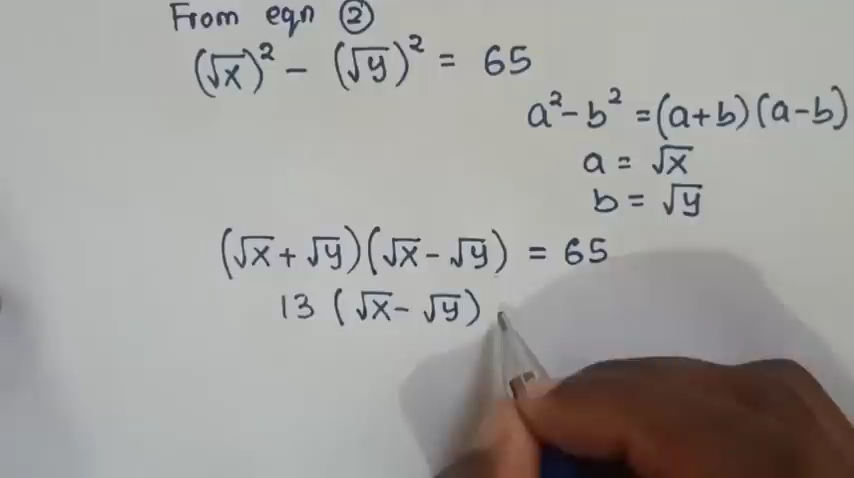 From eqn ②
(√x)² - (√y)² = 65
a² - b² = (a+b)(a-b)
a = √x
b = √y
(√x + √y)(√x - √y) = 65
13 (√x - √y)